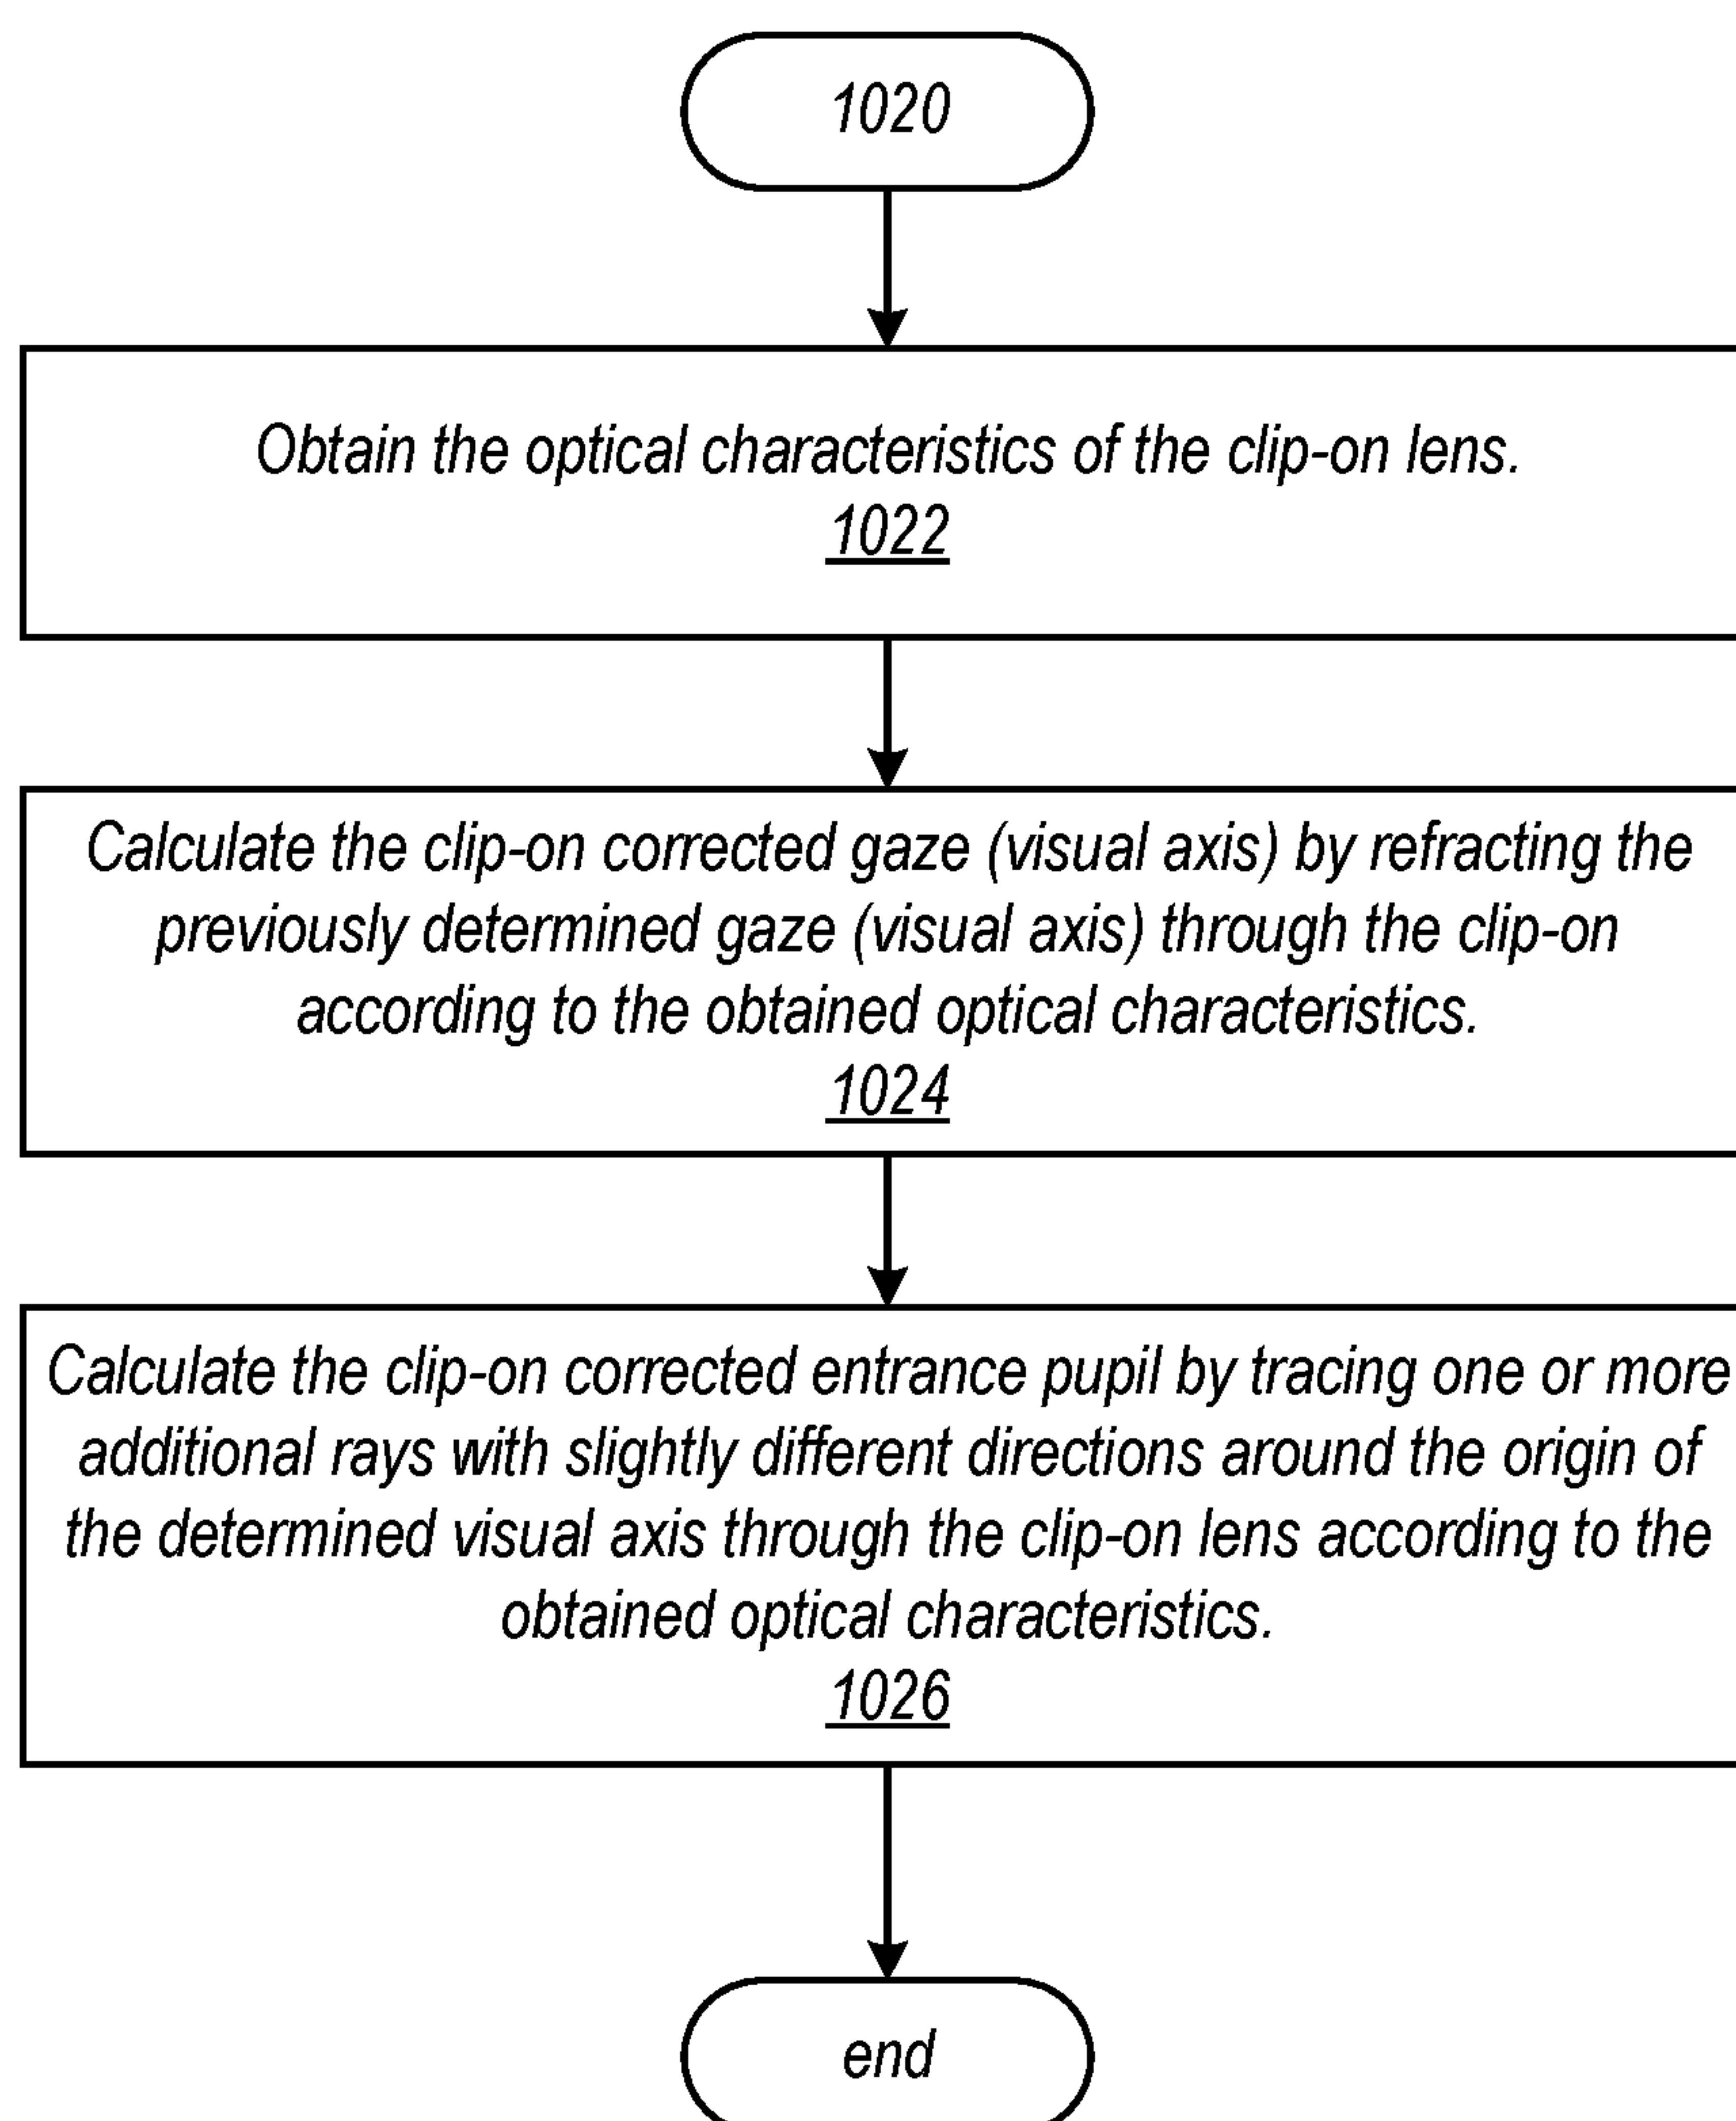 1020
Obtain the optical characteristics of the clip-on lens.
1022
Calculate the clip-on corrected gaze (visual axis) by refracting the
previously determined gaze (visual axis) through the clip-on
according to the obtained optical characteristics.
1024
Calculate the clip-on corrected entrance pupil by tracing one or more
additional rays with slightly different directions around the origin of
the determined visual axis through the clip-on lens according to the
obtained optical characteristics.
1026
end